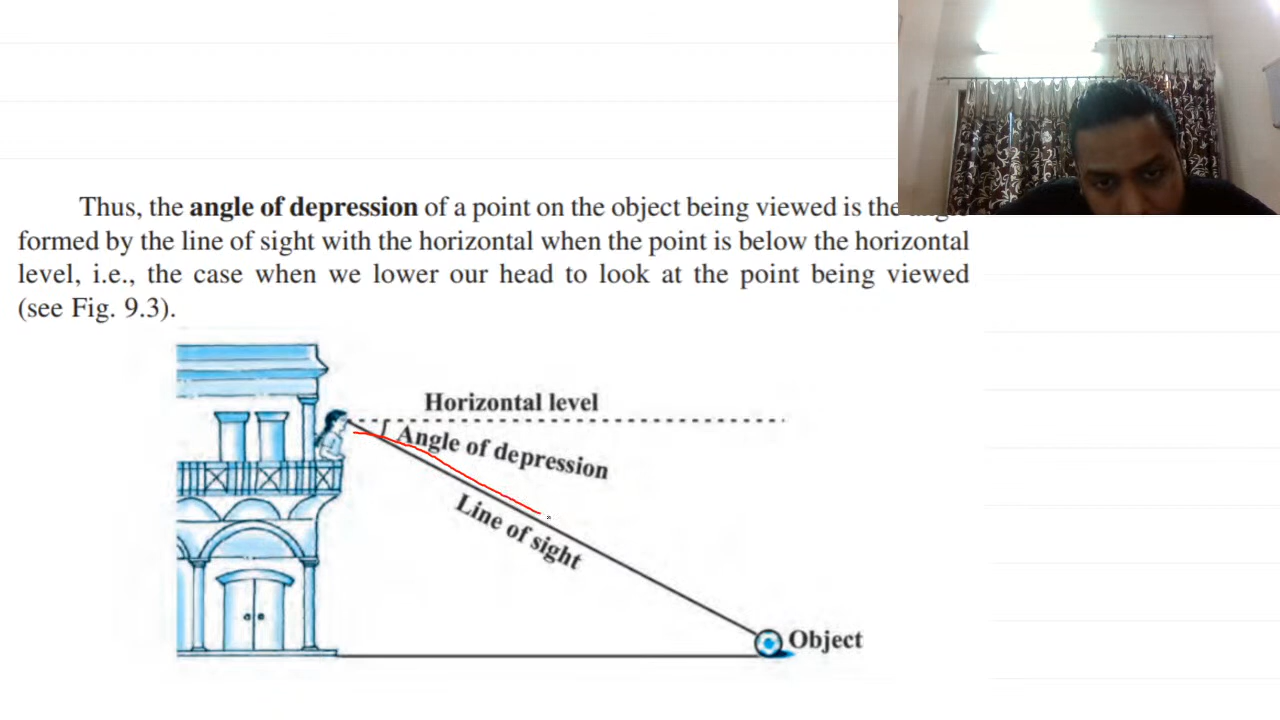 Thus, the angle of depression of a point on the object being viewed is the
formed by the line of sight with the horizontal when the point is below the horizontal
level, i.e., the case when we lower our head to look at the point being viewed
(see Fig. 9.3).
Horizontal level
Angle of depression
Line of sight
Object